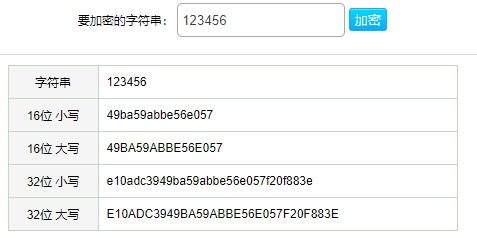 要加密的字符串： 123456 加密
字符串 123456
16位 小写 49ba59abbe56e057
16位 大写 49BA59ABBE56E057
32位 小写 e10adc3949ba59abbe56e057f20f883e
32位 大写 E10ADC3949BA59ABBE56E057F20F883E